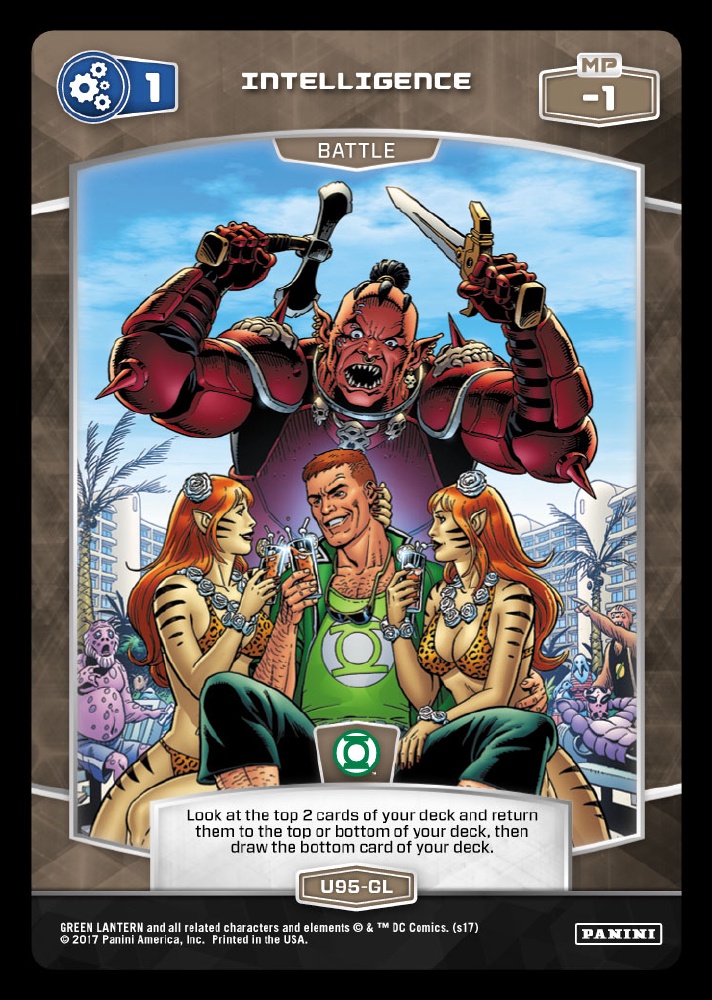 1
INTELLIGENCE
MP
-1
BATTLE
Look at the top 2 cards of your deck and return
them to the top or bottom of your deck, then
draw the bottom card of your deck.
U95-GL
GREEN LANTERN and all related characters and elements © & ™ DC Comics. (s17)
© 2017 Panini America, Inc. Printed in the USA.
PANINI